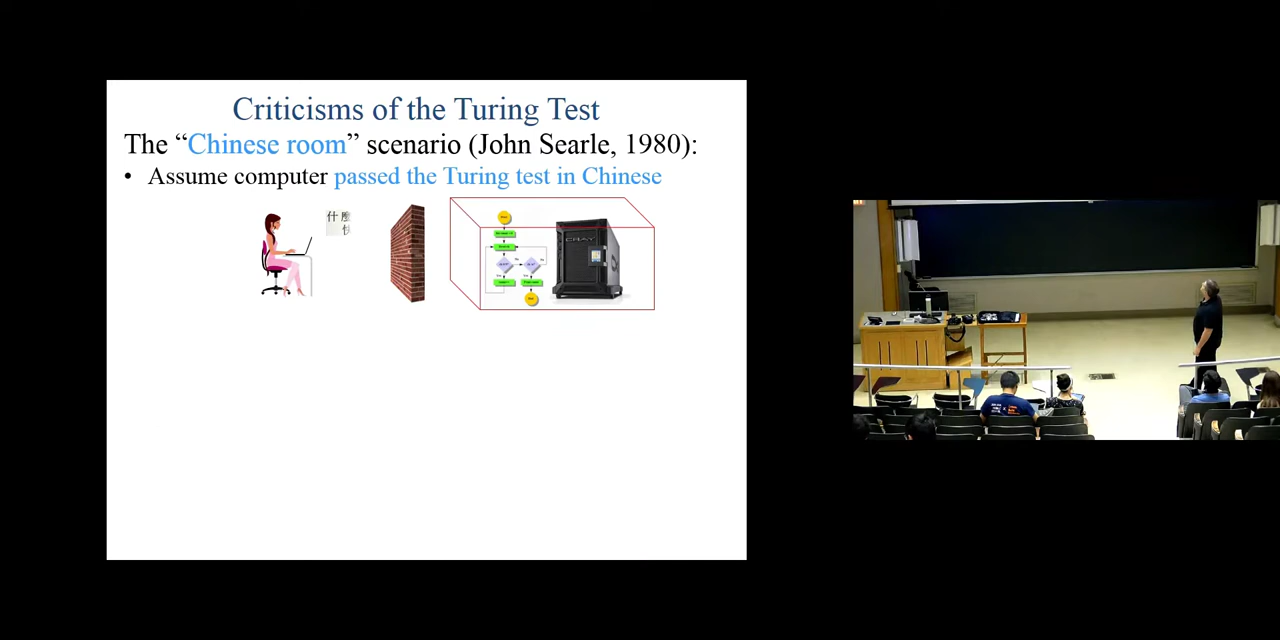 Criticisms of the Turing Test
The “Chinese room” scenario (John Searle, 1980):
• Assume computer passed the Turing test in Chinese
什麼
CRAY